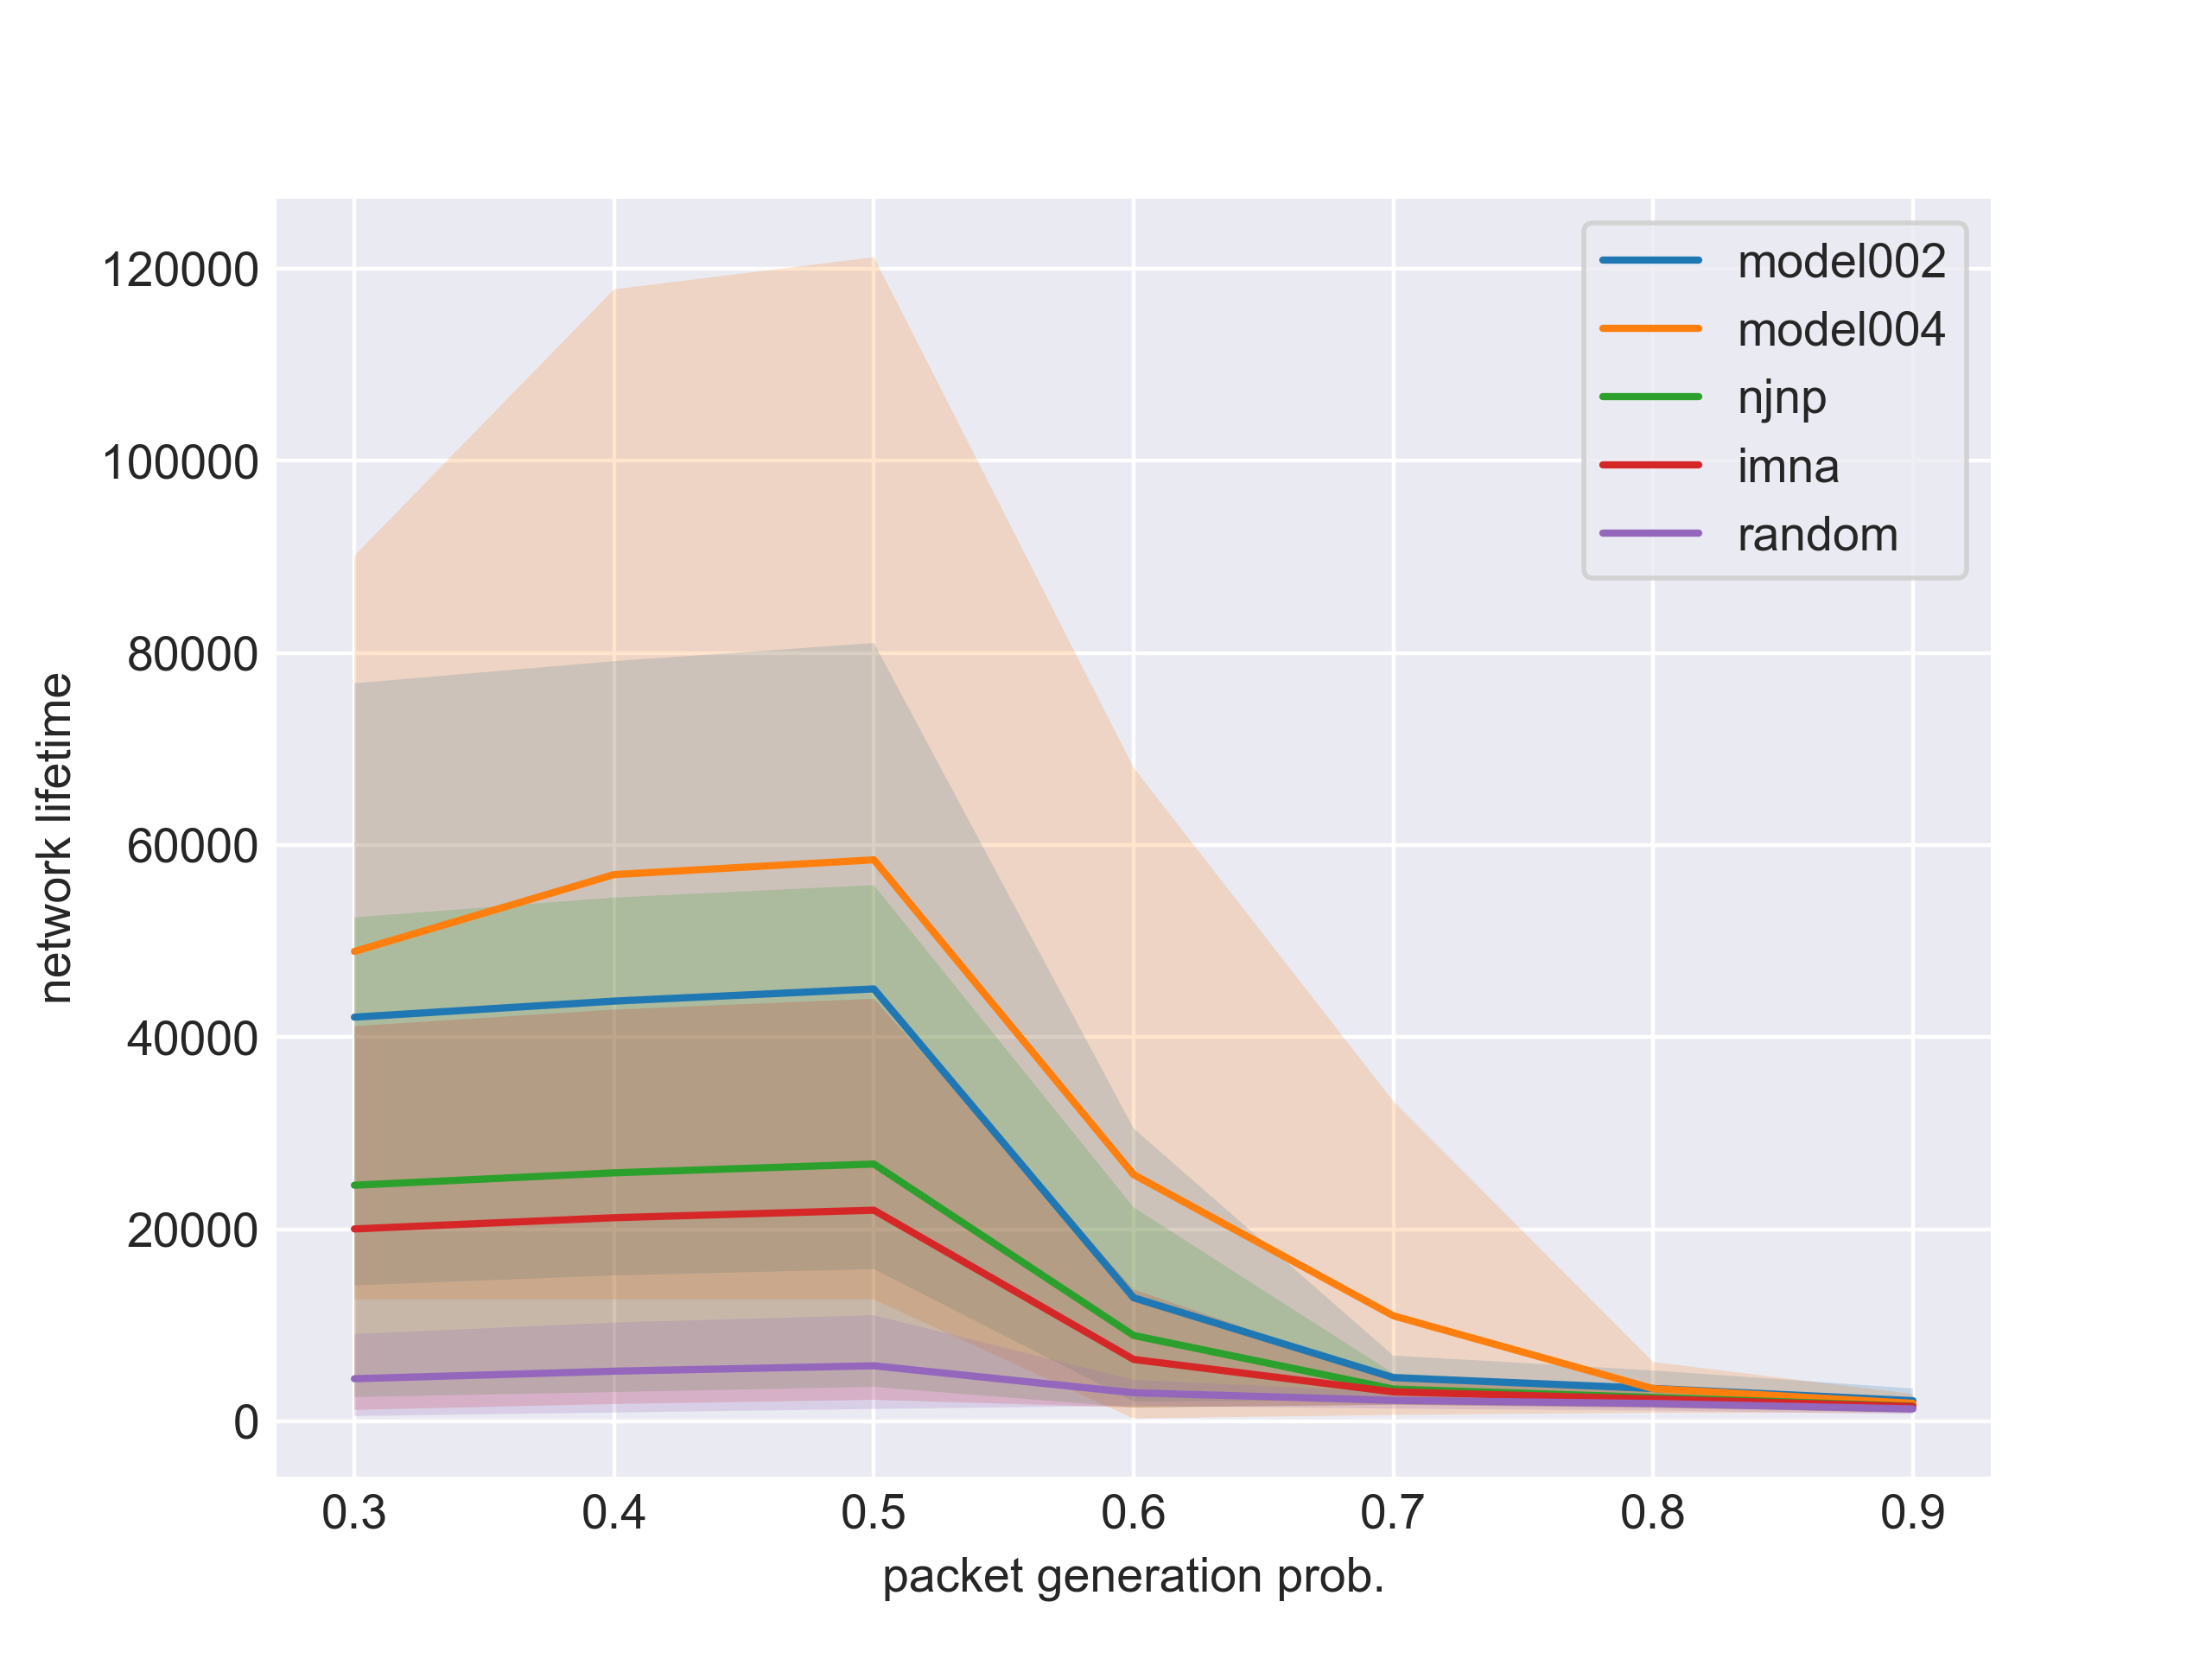 120000
100000
80000
60000
40000
20000
0
network lifetime
model002
model004
njnp
imna
random
0.3 0.4 0.5 0.6 0.7 0.8 0.9
packet generation prob.